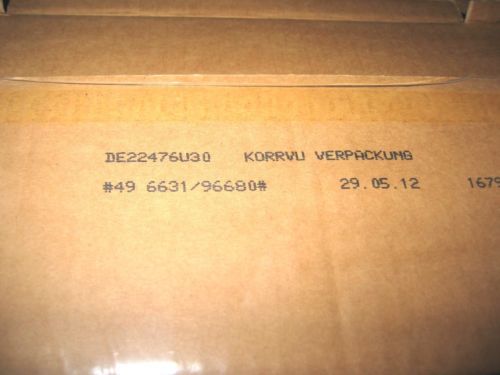 DE22476U30 KORRVU VERPACKUNG
#49 6631/96680# 29.05.12 1679